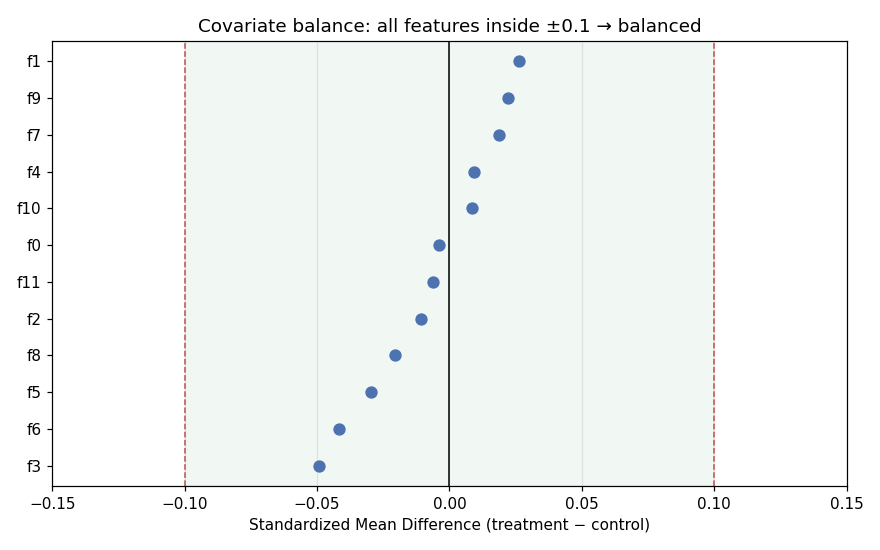 Covariate balance: all features inside ±0.1 → balanced
f1
f9
f7
f4
f10
f0
f11
f2
f8
f5
f6
f3
−0.15 −0.10 −0.05 0.00 0.05 0.10 0.15
Standardized Mean Difference (treatment − control)